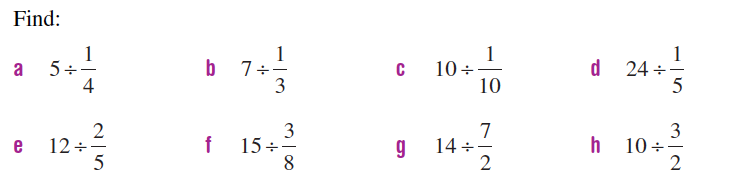 Find:
a 5 ÷ 1/4 b 7 ÷ 1/3 c 10 ÷ 1/10 d 24 ÷ 1/5
e 12 ÷ 2/5 f 15 ÷ 3/8 g 14 ÷ 7/2 h 10 ÷ 3/2